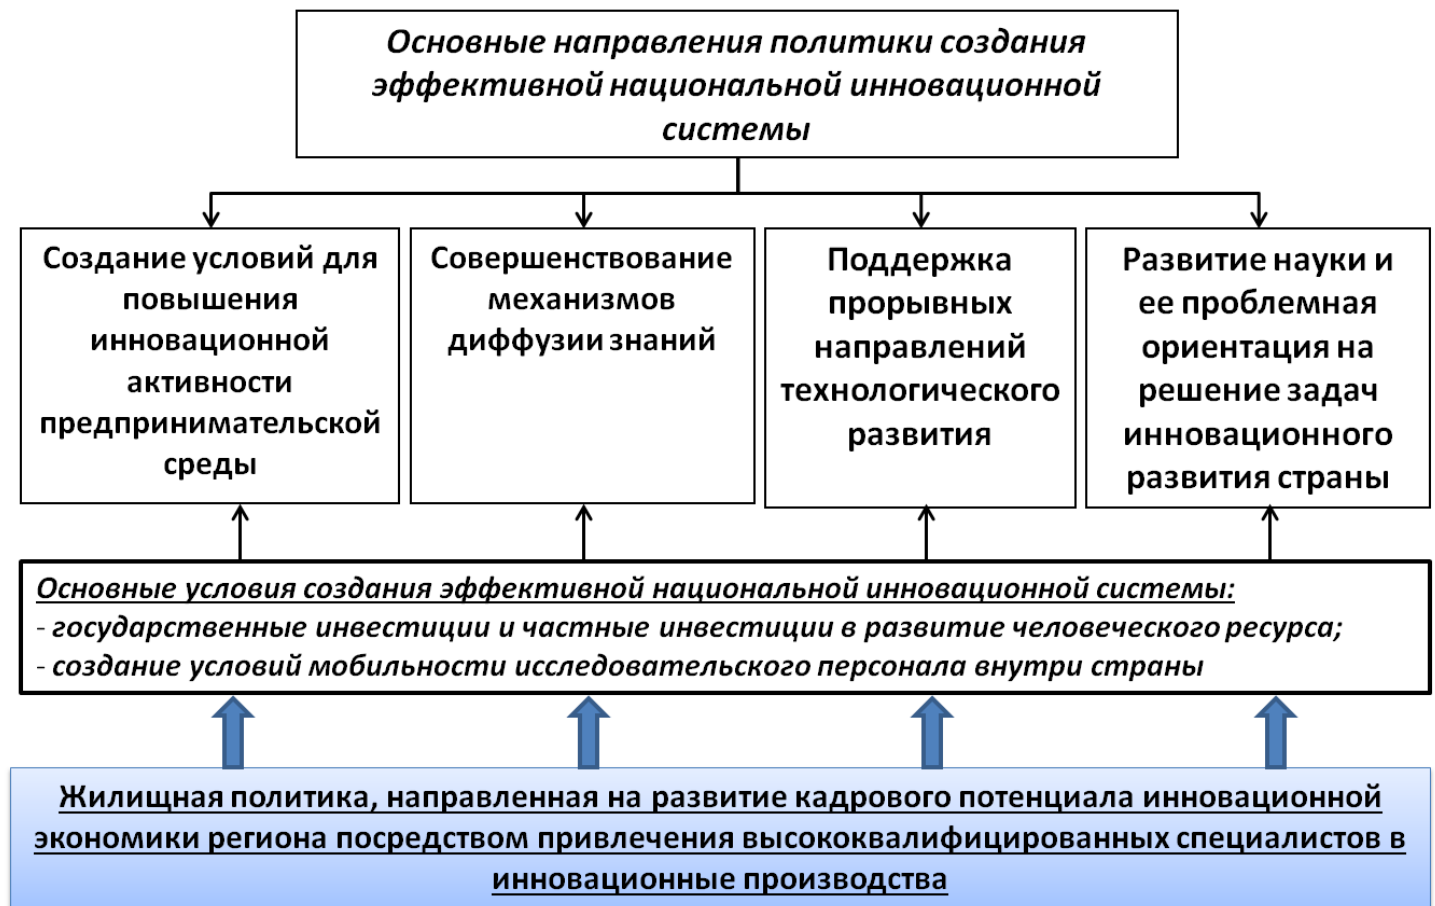 Основные направления политики создания
эффективной национальной инновационной
системы
Создание условий для
повышения
инновационной
активности
предпринимательской
среды
Совершенствование
механизмов
диффузии знаний
Поддержка
прорывных
направлений
технологического
развития
Развитие науки и
ее проблемная
ориентация на
решение задач
инновационного
развития страны
Основные условия создания эффективной национальной инновационной системы:
- государственные инвестиции и частные инвестиции в развитие человеческого ресурса;
- создание условий мобильности исследовательского персонала внутри страны
Жилищная политика, направленная на развитие кадрового потенциала инновационной
экономики региона посредством привлечения высококвалифицированных специалистов в
инновационные производства